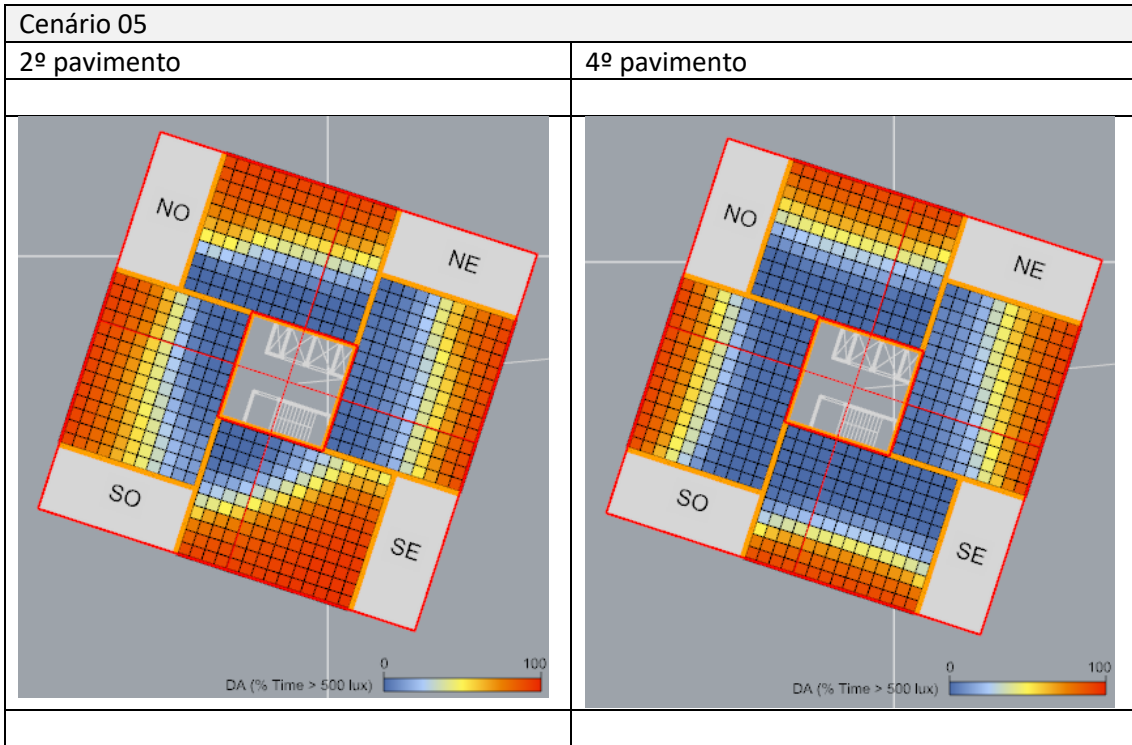 Cenário 05
2º pavimento
4º pavimento
NO
NE
SO
SE
0 100
DA (% Time > 500 lux)
NO
NE
SO
SE
0 100
DA (% Time > 500 lux)